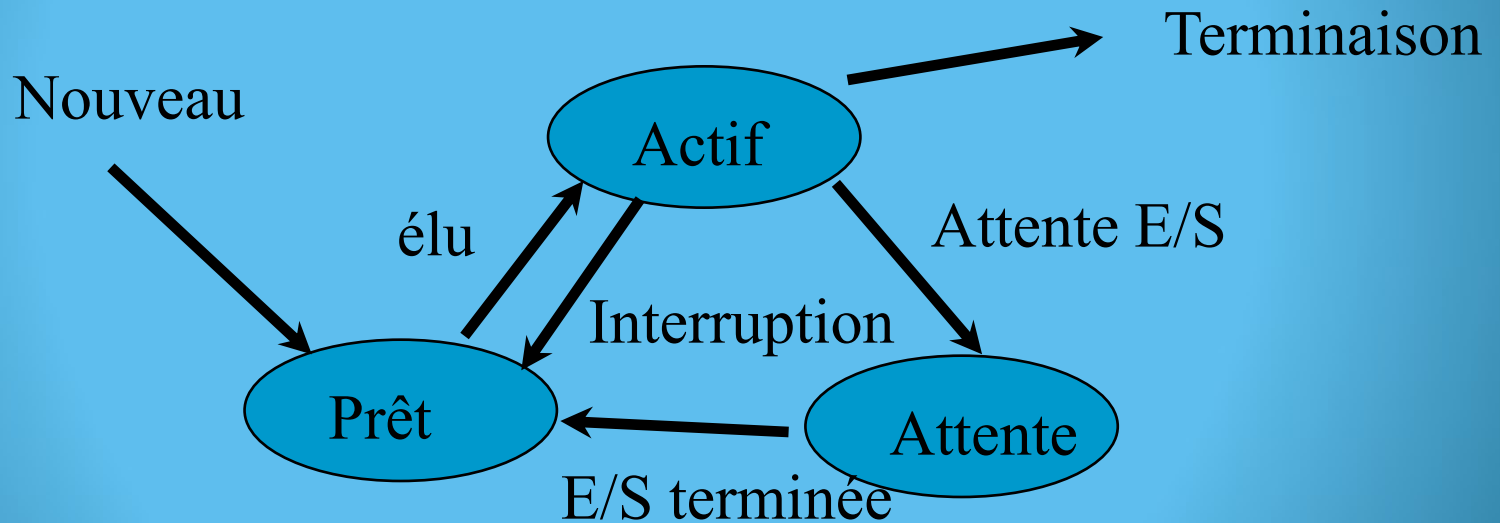 Terminaison
Nouveau
Actif
élu
Attente E/S
Interruption
Prêt
Attente
E/S terminée